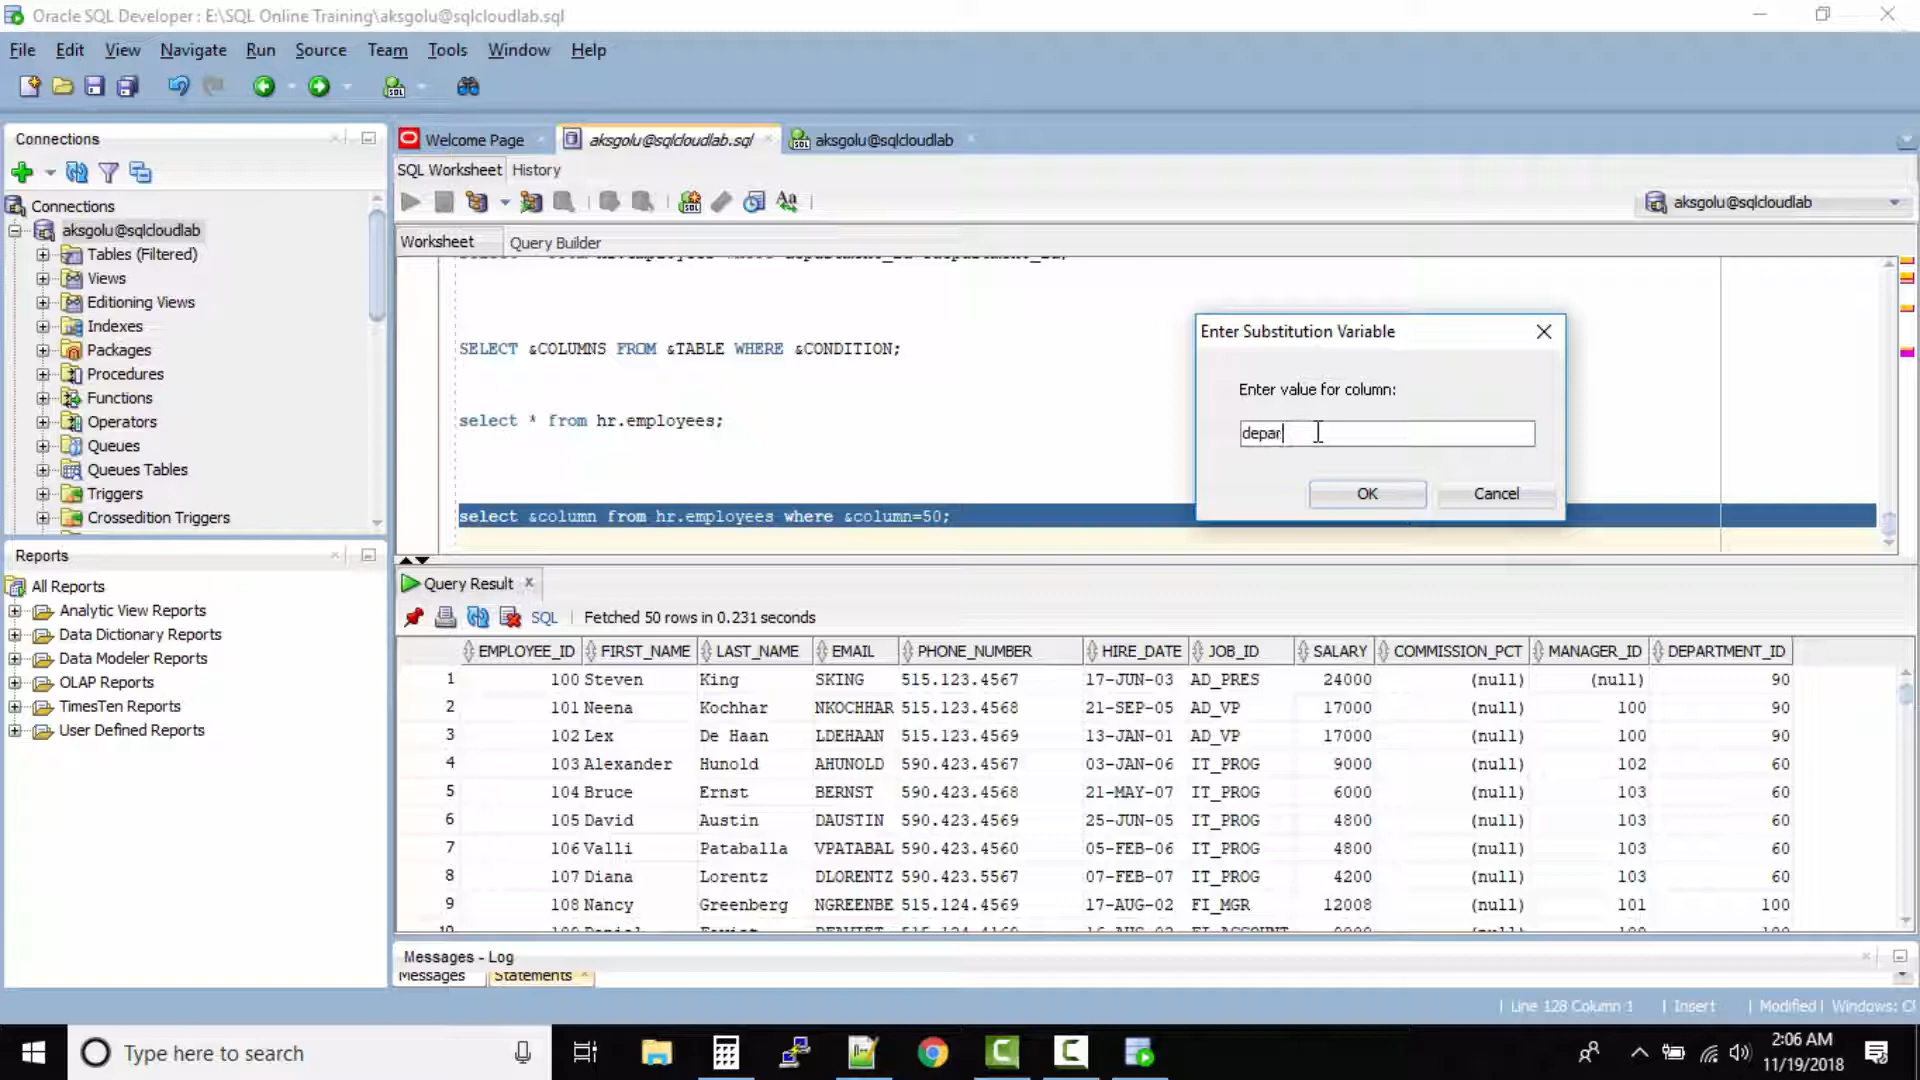 Oracle SQL Developer : E:\SQL Online Training\aksgolu@sqlcloudlab.sql
File Edit View Navigate Run Source Team Tools Window Help
Connections
Welcome Page
aksgolu@sqlcloudlab.sql
aksgolu@sqlcloudlab
SQL Worksheet History
aksgolu@sqlcloudlab
Worksheet Query Builder
Connections
aksgolu@sqlcloudlab
Tables (Filtered)
Views
Editioning Views
Indexes
Packages
Procedures
Functions
Operators
Queues
Queues Tables
Triggers
Crossedition Triggers
SELECT &COLUMNS FROM &TABLE WHERE &CONDITION;
select * from hr.employees;
select &column from hr.employees where &column=50;
Enter Substitution Variable
Enter value for column:
depar
OK Cancel
Reports
All Reports
Analytic View Reports
Data Dictionary Reports
Data Modeler Reports
OLAP Reports
TimesTen Reports
User Defined Reports
Query Result
SQL Fetched 50 rows in 0.231 seconds
EMPLOYEE_ID FIRST_NAME LAST_NAME EMAIL PHONE_NUMBER HIRE_DATE JOB_ID SALARY COMMISSION_PCT MANAGER_ID DEPARTMENT_ID
1 100 Steven King SKING 515.123.4567 17-JUN-03 AD_PRES 24000 (null) (null) 90
2 101 Neena Kochhar NKOCHHAR 515.123.4568 21-SEP-05 AD_VP 17000 (null) 100 90
3 102 Lex De Haan LDEHAAN 515.123.4569 13-JAN-01 AD_VP 17000 (null) 100 90
4 103 Alexander Hunold AHUNOLD 590.423.4567 03-JAN-06 IT_PROG 9000 (null) 102 60
5 104 Bruce Ernst BERNST 590.423.4568 21-MAY-07 IT_PROG 6000 (null) 103 60
6 105 David Austin DAUSTIN 590.423.4569 25-JUN-05 IT_PROG 4800 (null) 103 60
7 106 Valli Pataballa VPATABAL 590.423.4560 05-FEB-06 IT_PROG 4800 (null) 103 60
8 107 Diana Lorentz DLORENTZ 590.423.5567 07-FEB-07 IT_PROG 4200 (null) 103 60
9 108 Nancy Greenberg NGREENBE 515.124.4569 17-AUG-02 FI_MGR 12008 (null) 101 100
Messages - Log
Messages Statements
Line 128 Column 1 Insert Modified Windows: C
Type here to search
2:06 AM
11/19/2018